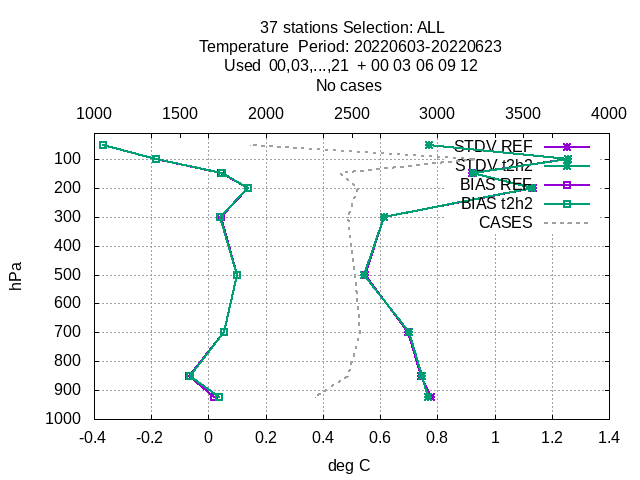 37 stations Selection: ALL
Temperature Period: 20220603-20220623
Used 00,03,...,21 + 00 03 06 09 12
No cases
1000 1500 2000 2500 3000 3500 4000
STDV REF
STDV t2h2
BIAS REF
BIAS t2h2
CASES
100
200
300
400
500
600
700
800
900
1000
hPa
-0.4 -0.2 0 0.2 0.4 0.6 0.8 1 1.2 1.4
deg C